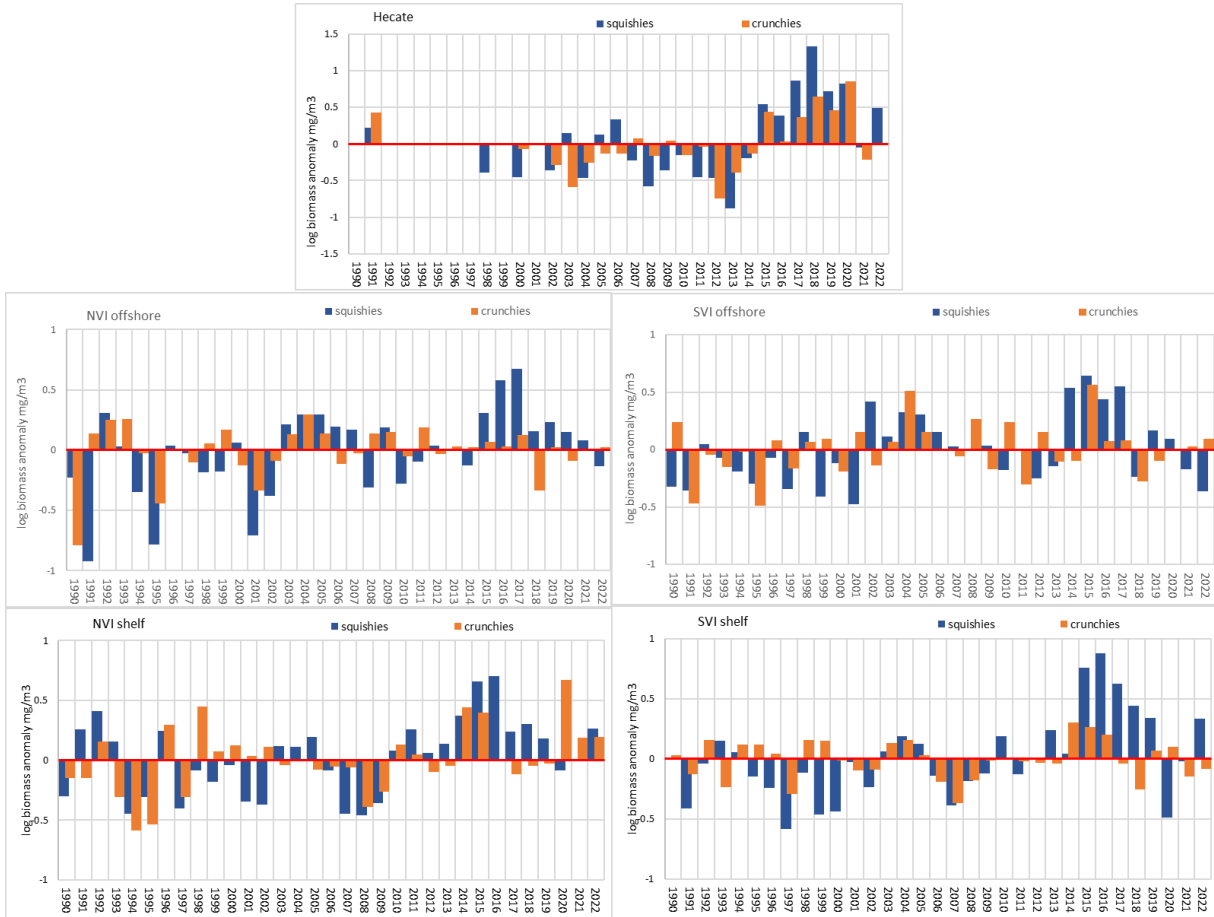 Hecate
squishies crunchies
log biomass anomaly mg/m3
1.5
1
0.5
0
-0.5
-1
-1.5
1990 1991 1992 1993 1994 1995 1996 1997 1998 1999 2000 2001 2002 2003 2004 2005 2006 2007 2008 2009 2010 2011 2012 2013 2014 2015 2016 2017 2018 2019 2020 2021 2022
NVI offshore
squishies crunchies
log biomass anomaly mg/m3
1
0.5
0
-0.5
-1
1990 1991 1992 1993 1994 1995 1996 1997 1998 1999 2000 2001 2002 2003 2004 2005 2006 2007 2008 2009 2010 2011 2012 2013 2014 2015 2016 2017 2018 2019 2020 2021 2022
SVI offshore
squishies crunchies
log biomass anomaly mg/m3
1
0.5
0
-0.5
-1
1990 1991 1992 1993 1994 1995 1996 1997 1998 1999 2000 2001 2002 2003 2004 2005 2006 2007 2008 2009 2010 2011 2012 2013 2014 2015 2016 2017 2018 2019 2020 2021 2022
NVI shelf
squishies crunchies
log biomass anomaly mg/m3
1
0.5
0
-0.5
-1
1990 1991 1992 1993 1994 1995 1996 1997 1998 1999 2000 2001 2002 2003 2004 2005 2006 2007 2008 2009 2010 2011 2012 2013 2014 2015 2016 2017 2018 2019 2020 2021 2022
SVI shelf
squishies crunchies
log biomass anomaly mg/m3
1
0.5
0
-0.5
-1
1990 1991 1992 1993 1994 1995 1996 1997 1998 1999 2000 2001 2002 2003 2004 2005 2006 2007 2008 2009 2010 2011 2012 2013 2014 2015 2016 2017 2018 2019 2020 2021 2022